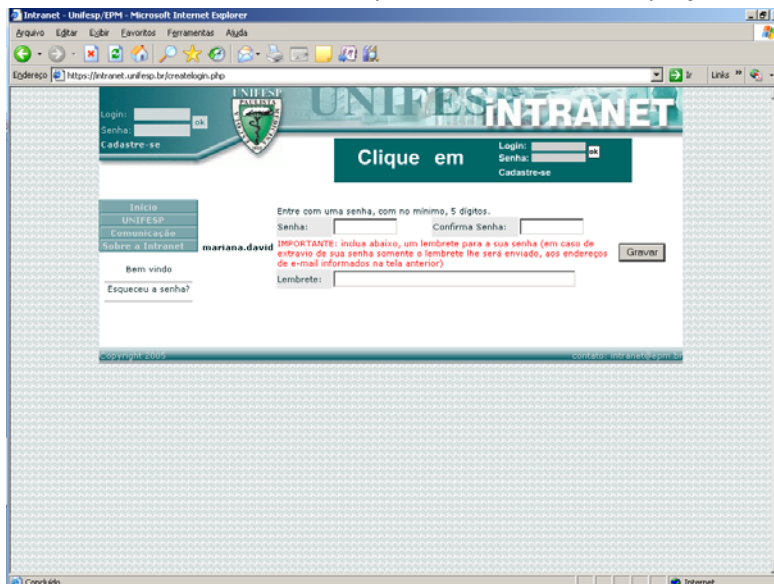 Intranet - Unifesp/EPM - Microsoft Internet Explorer
Arquivo Editar Exibir Favoritos Ferramentas Ajuda
Endereço https://intranet.unifesp.br/createlogin.php Ir Links »
UNIFESP
PAULISTA
UNIFESP
INTRANET
Login:
Senha:
ok
Cadastre-se
Clique em
Login:
Senha:
ok
Cadastre-se
Início
UNIFESP
Comunicação
Sobre a Intranet
Bem vindo
Esqueceu a senha?
mariana.david
Entre com uma senha, com no mínimo, 5 dígitos.
Senha: Confirma Senha:
IMPORTANTE: inclua abaixo, um lembrete para a sua senha (em caso de
extravio de sua senha somente o lembrete lhe será enviado, aos endereços
de e-mail informados na tela anterior)
Gravar
Lembrete:
Copyright 2005 contato: intranet@epm.br
Concluído Internet